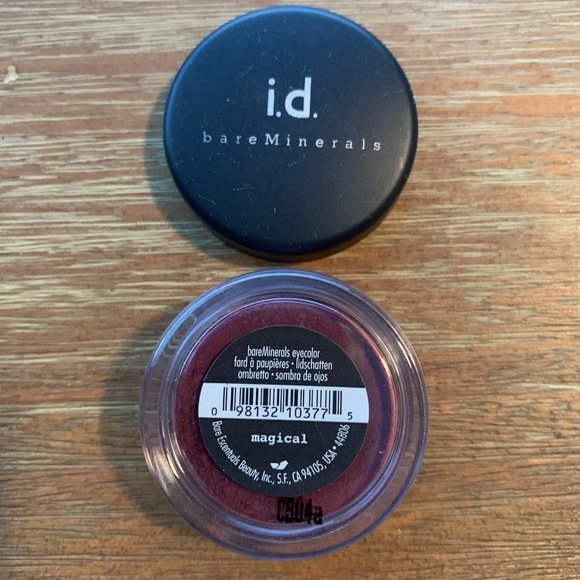 i.d.
bareMinerals
bareMinerals eyecolor
fard à paupières • lidschatten
ombretto • sombra de ojos
0 98132 10377 5
magical
Bare Escentuals Beauty, Inc., S.F., CA 94105, USA • 44806